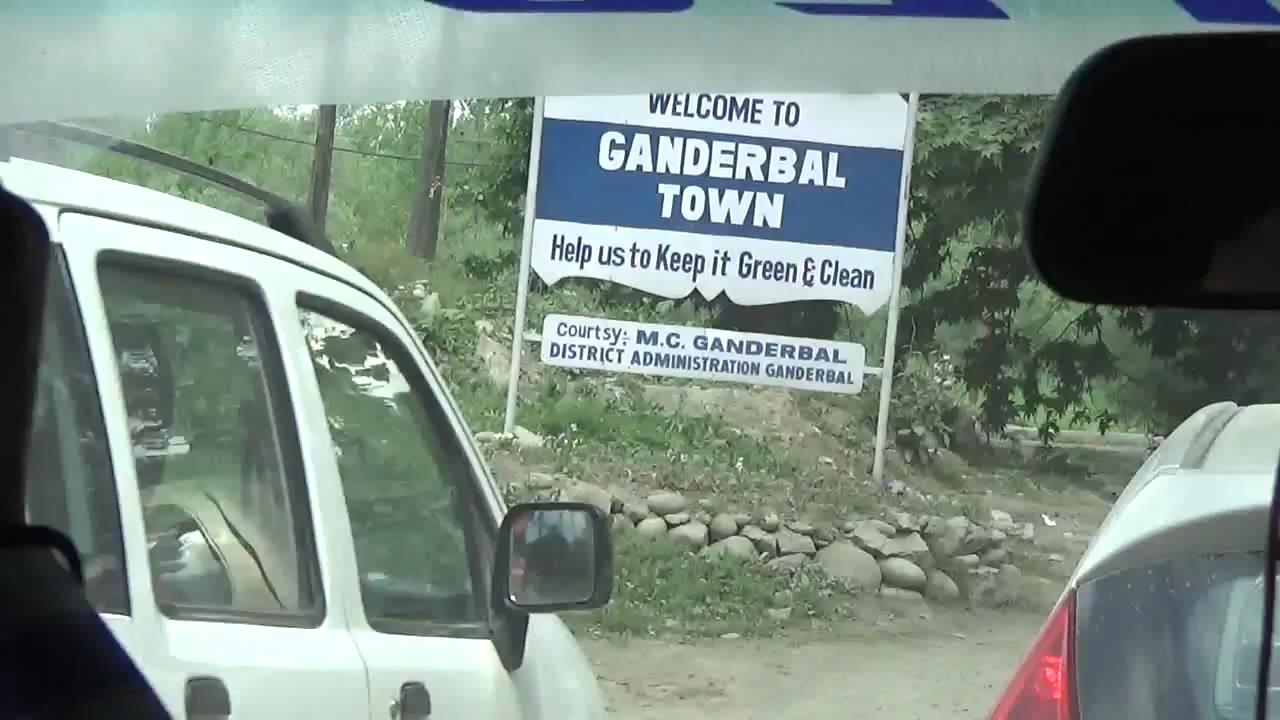 WELCOME TO
GANDERBAL
TOWN
Help us to Keep it Green & Clean
Courtsy: M.C. GANDERBAL
DISTRICT ADMINISTRATION GANDERBAL